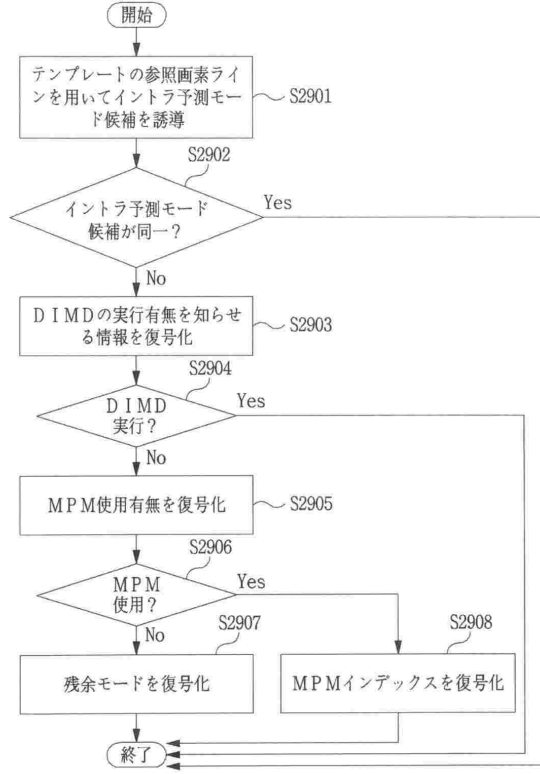 開始
テンプレートの参照画素ライ
ンを用いてイントラ予測モー
ド候補を誘導
S2901
S2902
イントラ予測モード
候補が同一?
Yes
No
DIMDの実行有無を知らせ
る情報を復号化
S2903
S2904
DIMD
実行?
Yes
No
MPM使用有無を復号化
S2905
S2906
MPM
使用?
Yes
No
S2907
S2908
残余モードを復号化
MPMインデックスを復号化
終了